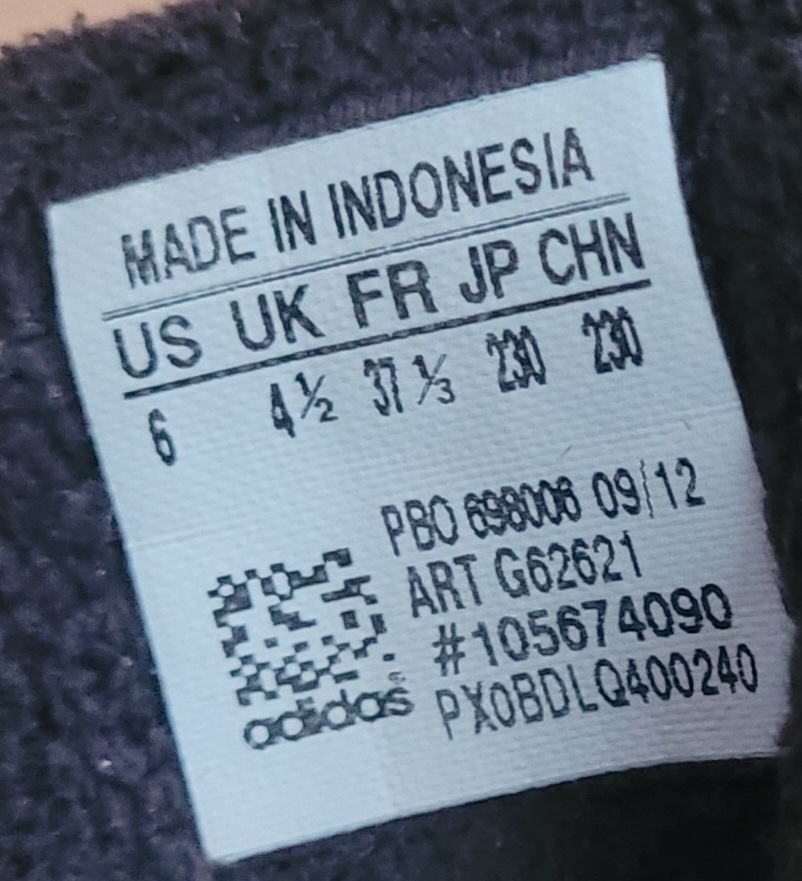 MADE IN INDONESIA
US UK FR JP CHN
6 4½ 37⅓ 230 230
PBO 698006 09/12
ART G62621
#105674090
PX0BDLQ400240
adidas